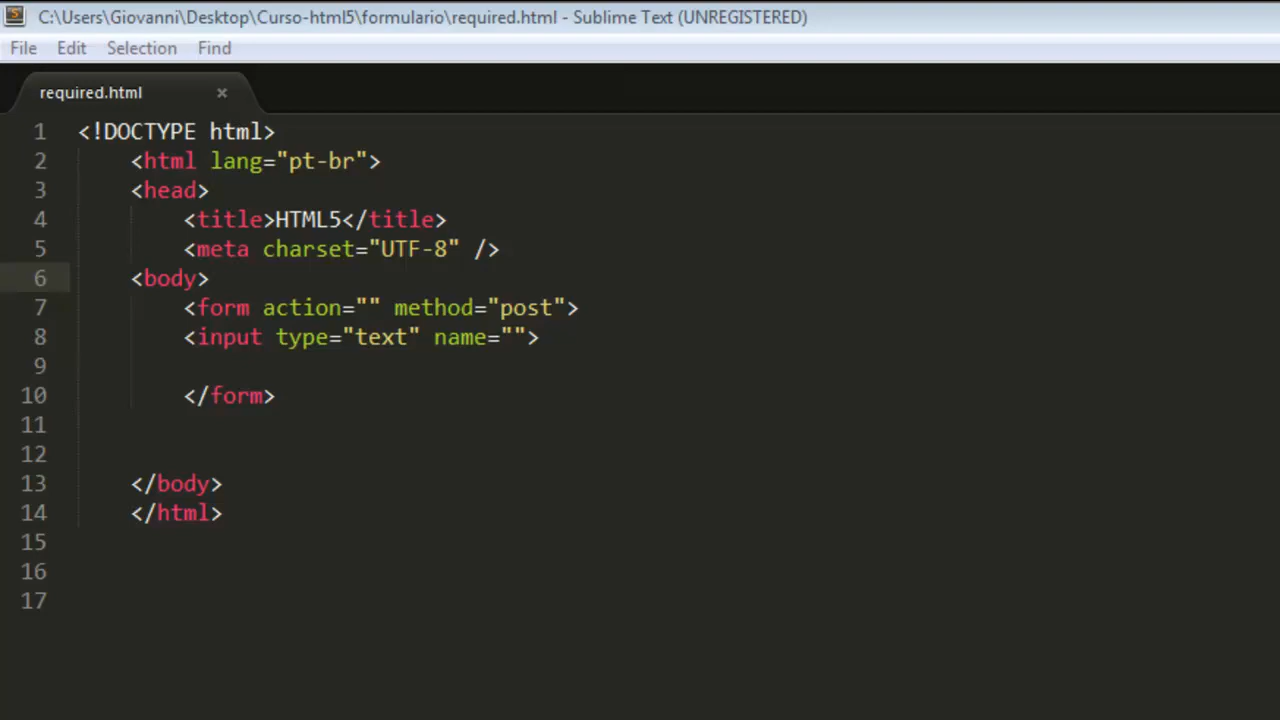 C:\Users\Giovanni\Desktop\Curso-html5\formulario\required.html - Sublime Text (UNREGISTERED)
File Edit Selection Find
required.html ×
1 <!DOCTYPE html>
2 <html lang="pt-br">
3 <head>
4 <title>HTML5</title>
5 <meta charset="UTF-8" />
6 <body>
7 <form action="" method="post">
8 <input type="text" name="">
9
10 </form>
11
12
13 </body>
14 </html>
15
16
17